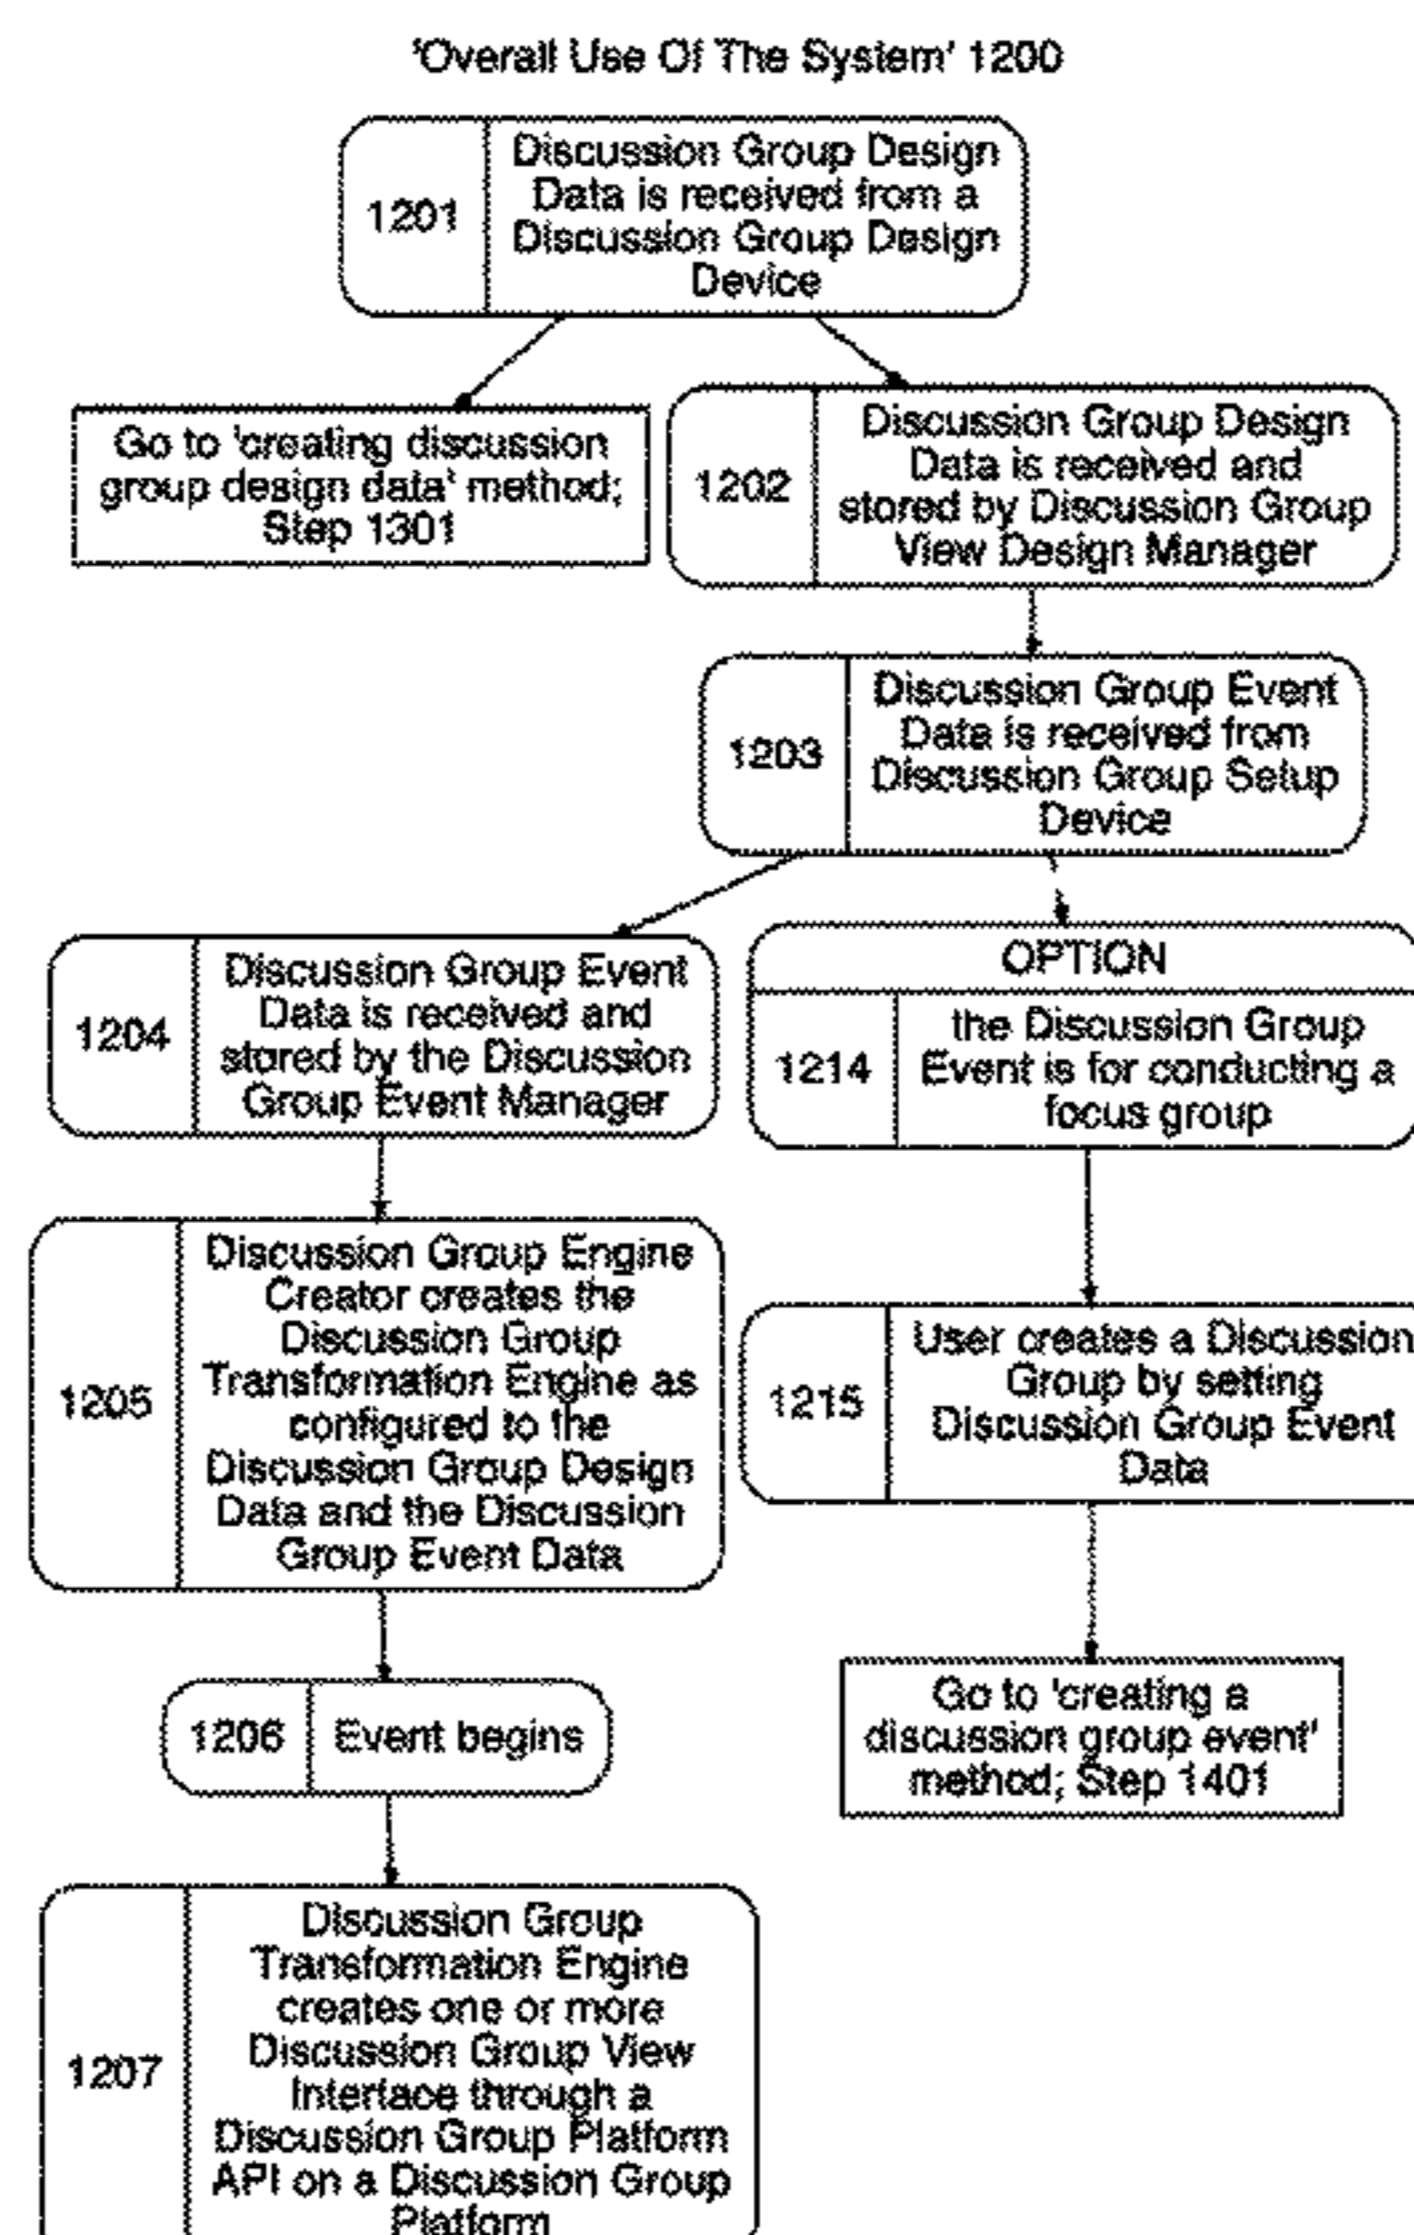 'Overall Use Of The System' 1200
1201
Discussion Group Design
Data is received from a
Discussion Group Design
Device
Go to 'creating discussion
group design data' method;
Step 1301
1202
Discussion Group Design
Data is received and
stored by Discussion Group
View Design Manager
1203
Discussion Group Event
Data is received from
Discussion Group Setup
Device
1204
Discussion Group Event
Data is received and
stored by the Discussion
Group Event Manager
OPTION
1214
the Discussion Group
Event is for conducting a
focus group
1205
Discussion Group Engine
Creator creates the
Discussion Group
Transformation Engine as
configured to the
Discussion Group Design
Data and the Discussion
Group Event Data
1215
User creates a Discussion
Group by setting
Discussion Group Event
Data
1206
Event begins
Go to 'creating a
discussion group event'
method; Step 1401
1207
Discussion Group
Transformation Engine
creates one or more
Discussion Group View
Interface through a
Discussion Group Platform
API on a Discussion Group
Platform